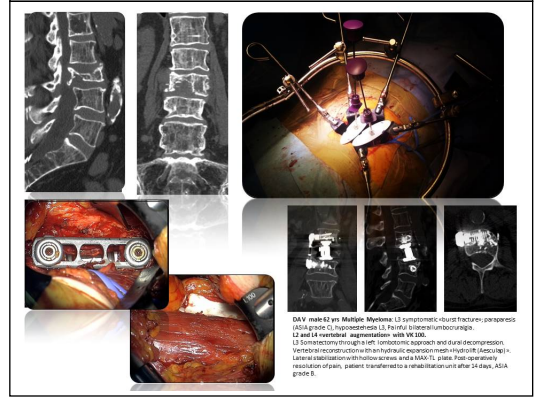 100
DA V male 62 yrs Multiple Myeloma: L3 symptomatic «burst fracture»; paraparesis
(ASIA grade C), hypoaestehesia L3, Painful bilateral lumbocruralgia.
L2 and L4 «vertebral augmentation» with VK 100.
L3 Somatectomy through a left lombotomic approach and dural decompression.
Vertebral reconstruction with an hydraulic expansion mesh «Hydrolift (Aesculap)».
Lateral stabilization with hollow screws and a MAX-TL plate. Post-operatively
resolution of pain, patient transferred to a rehabilitation unit after 14 days, ASIA
grade B.